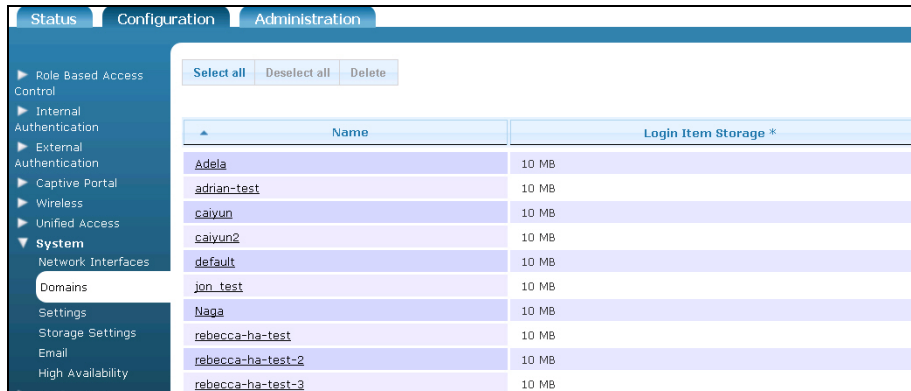 Status Configuration Administration
Role Based Access
Control
Internal
Authentication
External
Authentication
Captive Portal
Wireless
Unified Access
System
Network Interfaces
Domains
Settings
Storage Settings
Email
High Availability
Select all Deselect all Delete
Name Login Item Storage *
Adela 10 MB
adrian-test 10 MB
caiyun 10 MB
caiyun2 10 MB
default 10 MB
jon_test 10 MB
Naga 10 MB
rebecca-ha-test 10 MB
rebecca-ha-test-2 10 MB
rebecca-ha-test-3 10 MB